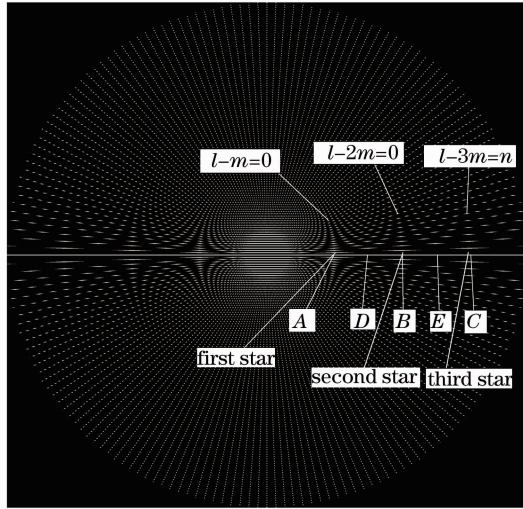 l−m=0
l−2m=0
l−3m=n
A
D
B
E
C
first star
second star
third star